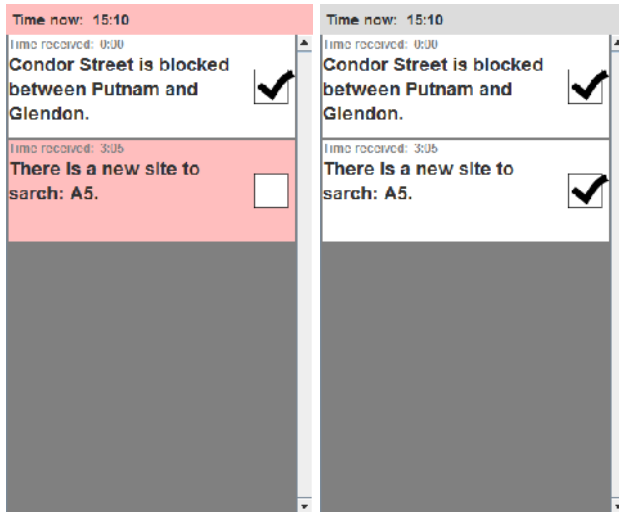 Time now: 15:10
Time received: 0:00
Condor Street is blocked
between Putnam and
Glendon.
Time received: 3:05
There is a new site to
sarch: A5.
Time now: 15:10
Time received: 0:00
Condor Street is blocked
between Putnam and
Glendon.
Time received: 3:05
There is a new site to
sarch: A5.